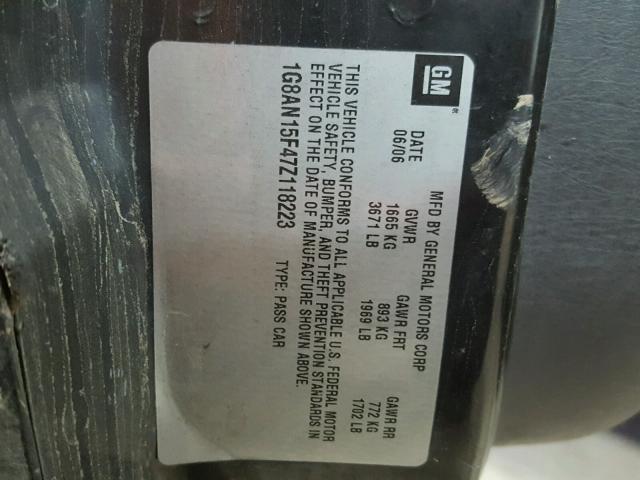 GM®
MFD BY GENERAL MOTORS CORP
DATE GVWR GAWR FRT GAWR RR
06/06 1665 KG 893 KG 772 KG
3671 LB 1969 LB 1702 LB
THIS VEHICLE CONFORMS TO ALL APPLICABLE U.S. FEDERAL MOTOR
VEHICLE SAFETY, BUMPER, AND THEFT PREVENTION STANDARDS IN
EFFECT ON THE DATE OF MANUFACTURE SHOWN ABOVE.
1G8AN15F47Z118223 TYPE: PASS CAR